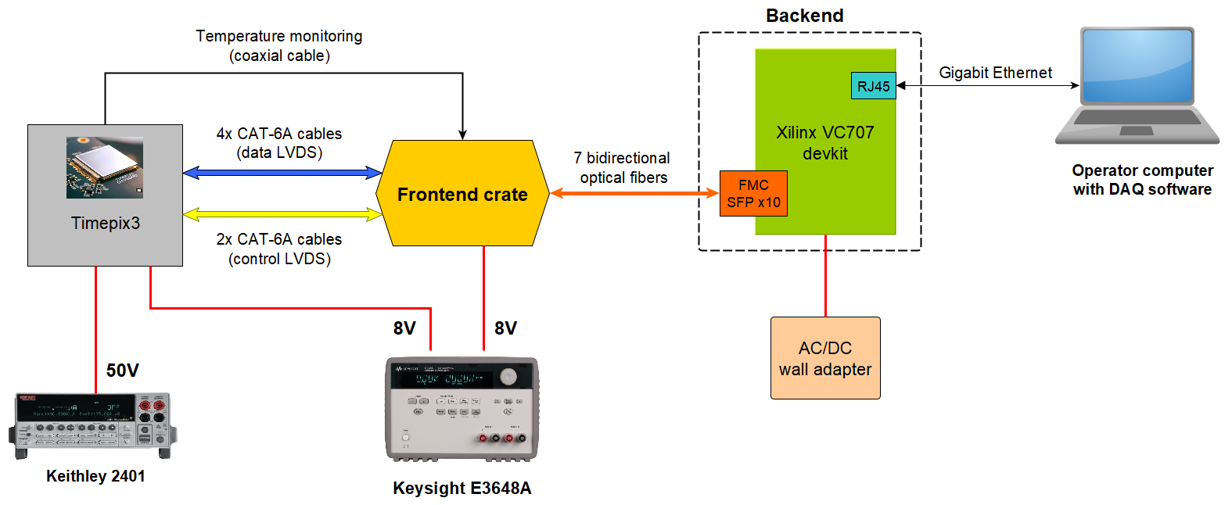 Backend
Temperature monitoring
(coaxial cable)
Gigabit Ethernet
RJ45
4x CAT-6A cables
(data LVDS)
Xilinx VC707
devkit
7 bidirectional
optical fibers
Operator computer
with DAQ software
FMC
SFP x10
Frontend crate
Timepix3
2x CAT-6A cables
(control LVDS)
8V
8V
50V
AC/DC
wall adapter
Keithley 2401
Keysight E3648A